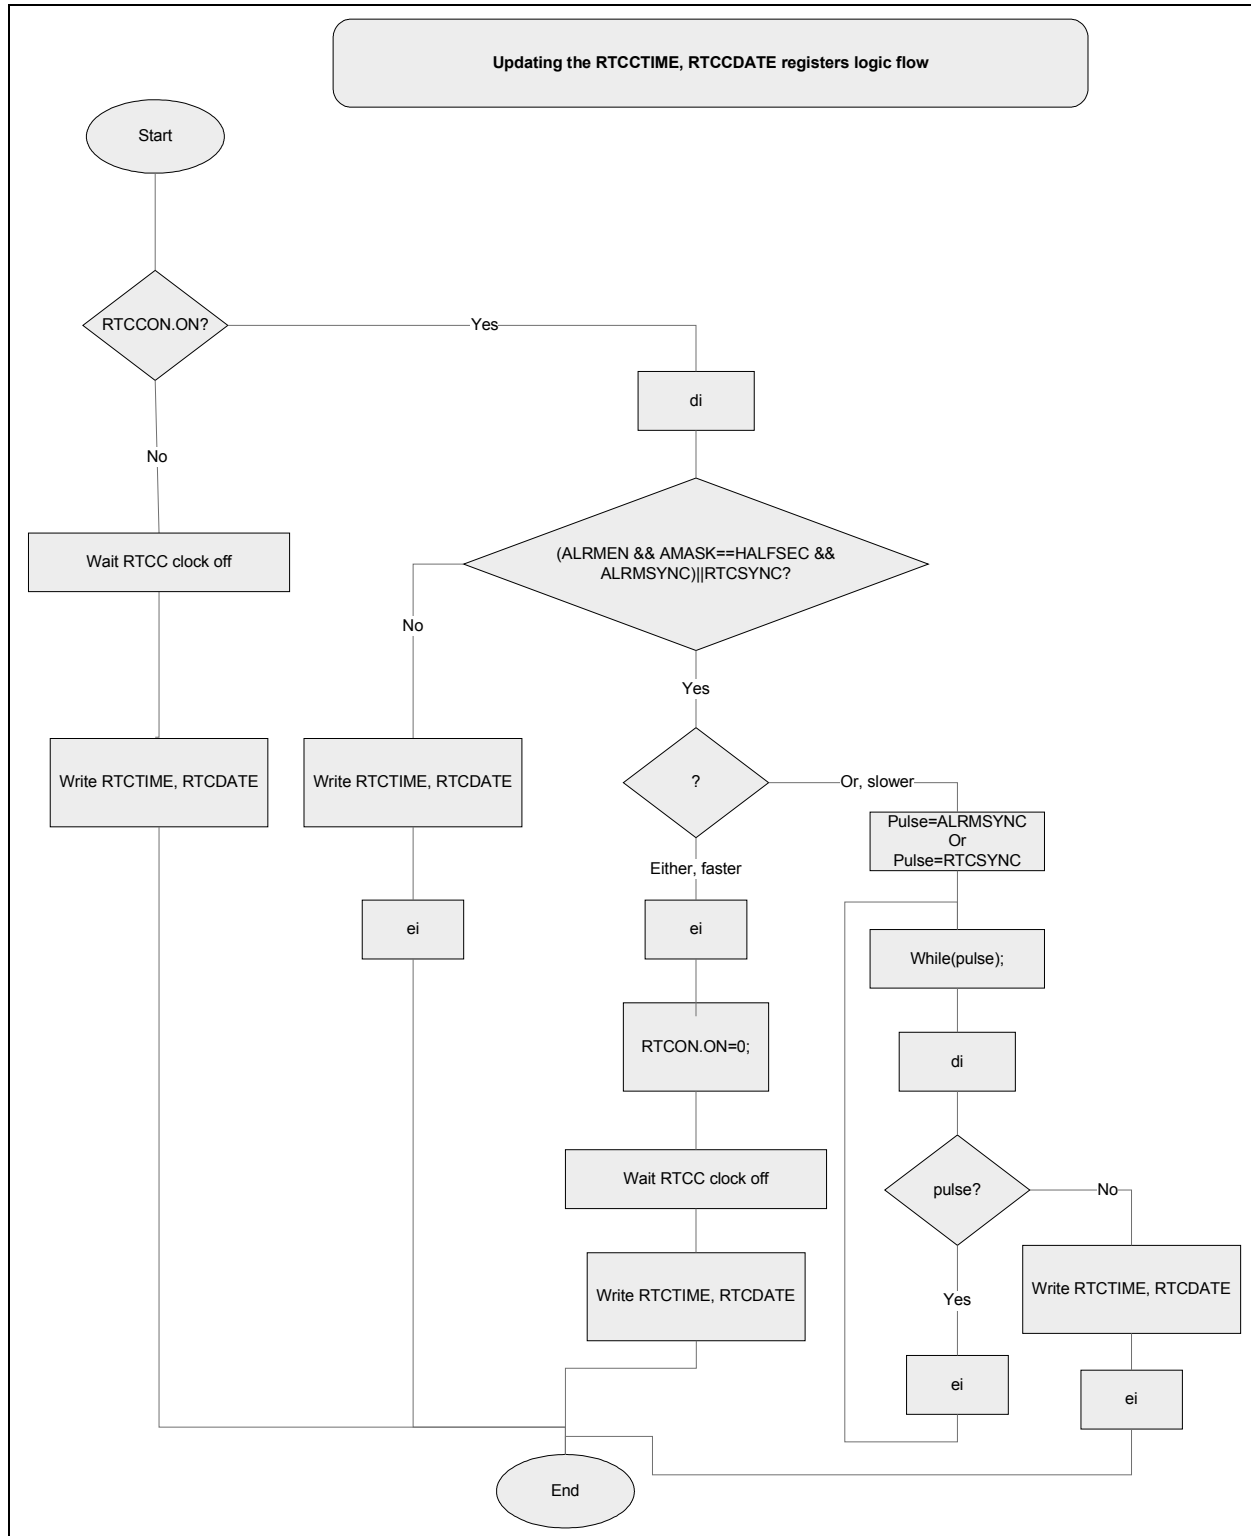 Updating the RTCCTIME, RTCCDATE registers logic flow
Start
RTCCON.ON?
Yes
di
No
(ALRMEN && AMASK==HALFSEC &&
ALRMSYNC)||RTCSYNC?
Wait RTCC clock off
No
Yes
Write RTCTIME, RTCDATE
Write RTCTIME, RTCDATE
?
Or, slower
Pulse=ALRMSYNC
Or
Pulse=RTCSYNC
Either, faster
ei
ei
While(pulse);
RTCON.ON=0;
di
Wait RTCC clock off
pulse?
No
Write RTCTIME, RTCDATE
Yes
Write RTCTIME, RTCDATE
ei
ei
End